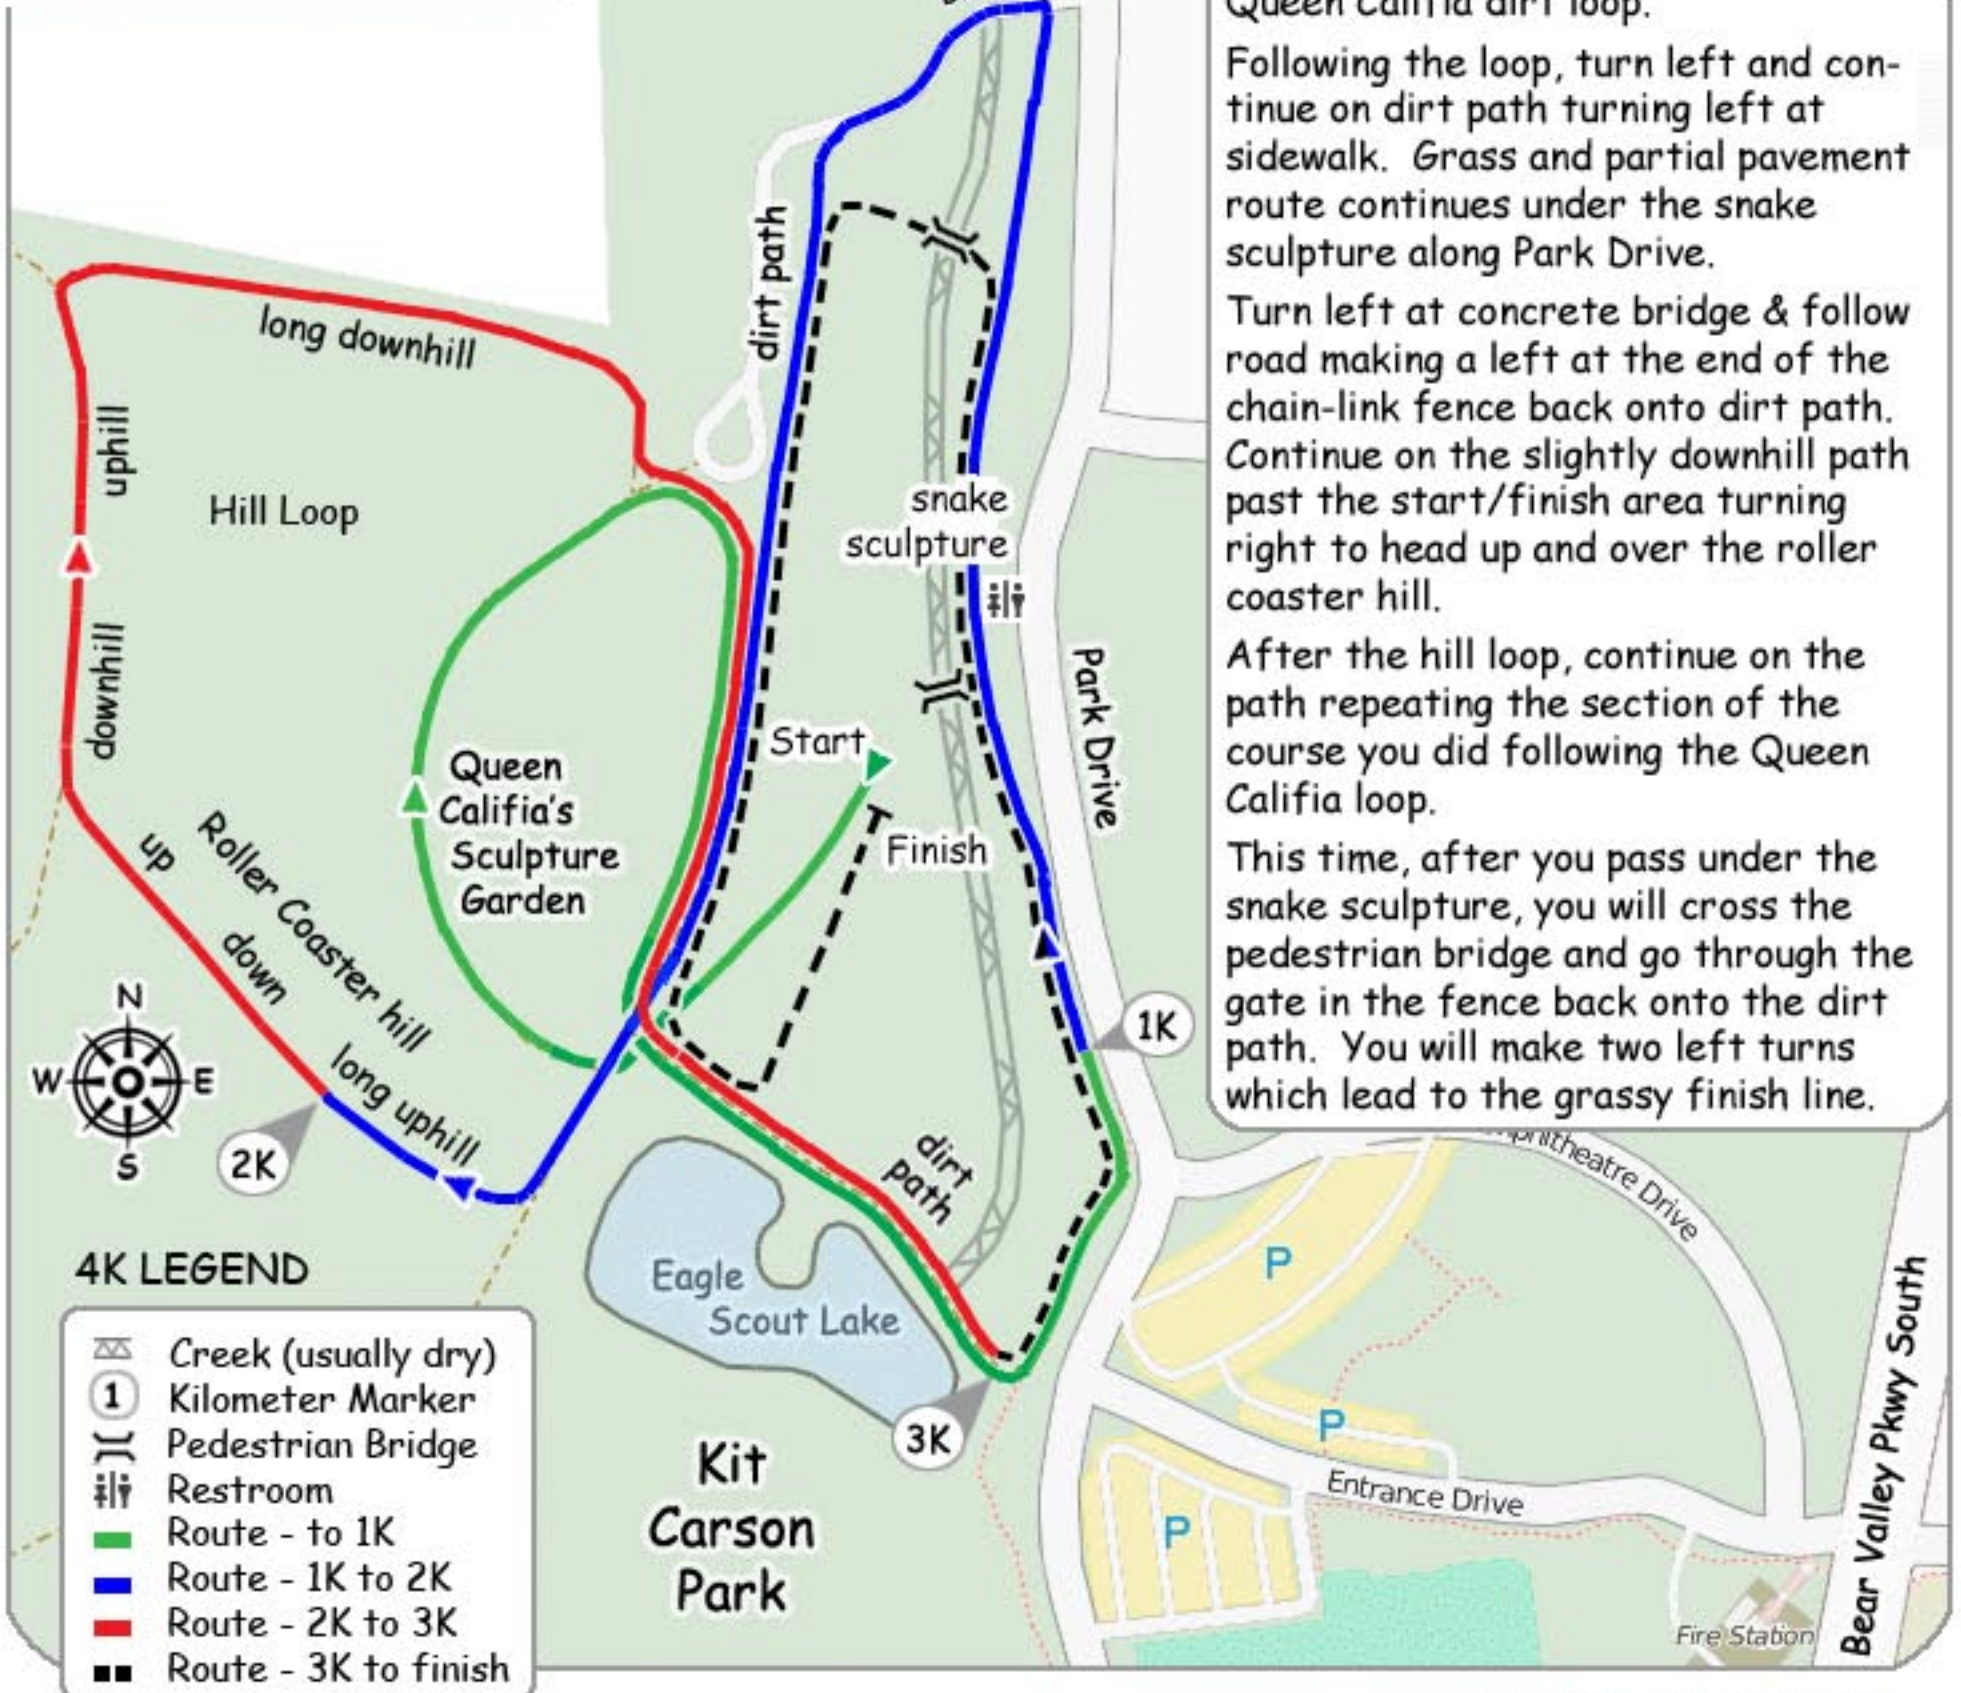 Queen Califia dirt loop.
Following the loop, turn left and con-
tinue on dirt path turning left at
sidewalk. Grass and partial pavement
route continues under the snake
sculpture along Park Drive.
Turn left at concrete bridge & follow
road making a left at the end of the
chain-link fence back onto dirt path.
Continue on the slightly downhill path
past the start/finish area turning
right to head up and over the roller
coaster hill.
After the hill loop, continue on the
path repeating the section of the
course you did following the Queen
Califia loop.
This time, after you pass under the
snake sculpture, you will cross the
pedestrian bridge and go through the
gate in the fence back onto the dirt
path. You will make two left turns
which lead to the grassy finish line.
dirt path
long downhill
uphill
Hill Loop
snake
sculpture
downhill
Park Drive
Start
Finish
Queen
Califia's
Sculpture
Garden
up
Roller Coaster hill
down
long uphill
N
W
E
S
1K
2K
dirt
path
Drive
P
Eagle
Scout Lake
3K
P
Entrance Drive
P
Bear Valley Pkwy South
Fire Station
Kit
Carson
Park
4K LEGEND
Creek (usually dry)
1 Kilometer Marker
Pedestrian Bridge
Restroom
Route - to 1K
Route - 1K to 2K
Route - 2K to 3K
Route - 3K to finish